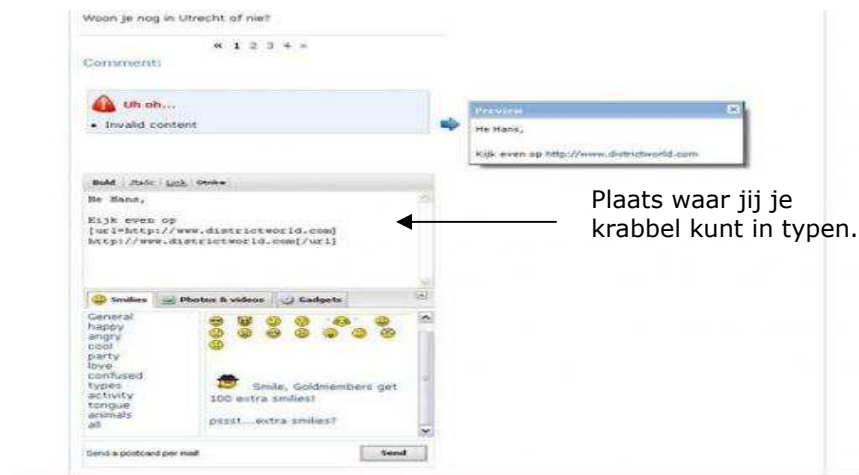 Woon je nog in Utrecht of nie?
« 1 2 3 4 »
Comment:
Uh oh...
• Invalid content
Preview
He Hans,
Kijk even op http://www.districtworld.com
Bold Italic Link Strike
He Hans,
Kijk even op
[url=http://www.districtworld.com]
http://www.districtworld.com[/url]
Plaats waar jij je
krabbel kunt in typen.
Smilies Photos & videos Gadgets
General
happy
angry
cool
party
love
confused
types
activity
tongue
animals
all
Smile, Goldmembers get
100 extra smilies!
pssst...extra smilies?
Send a postcard per mail
Send